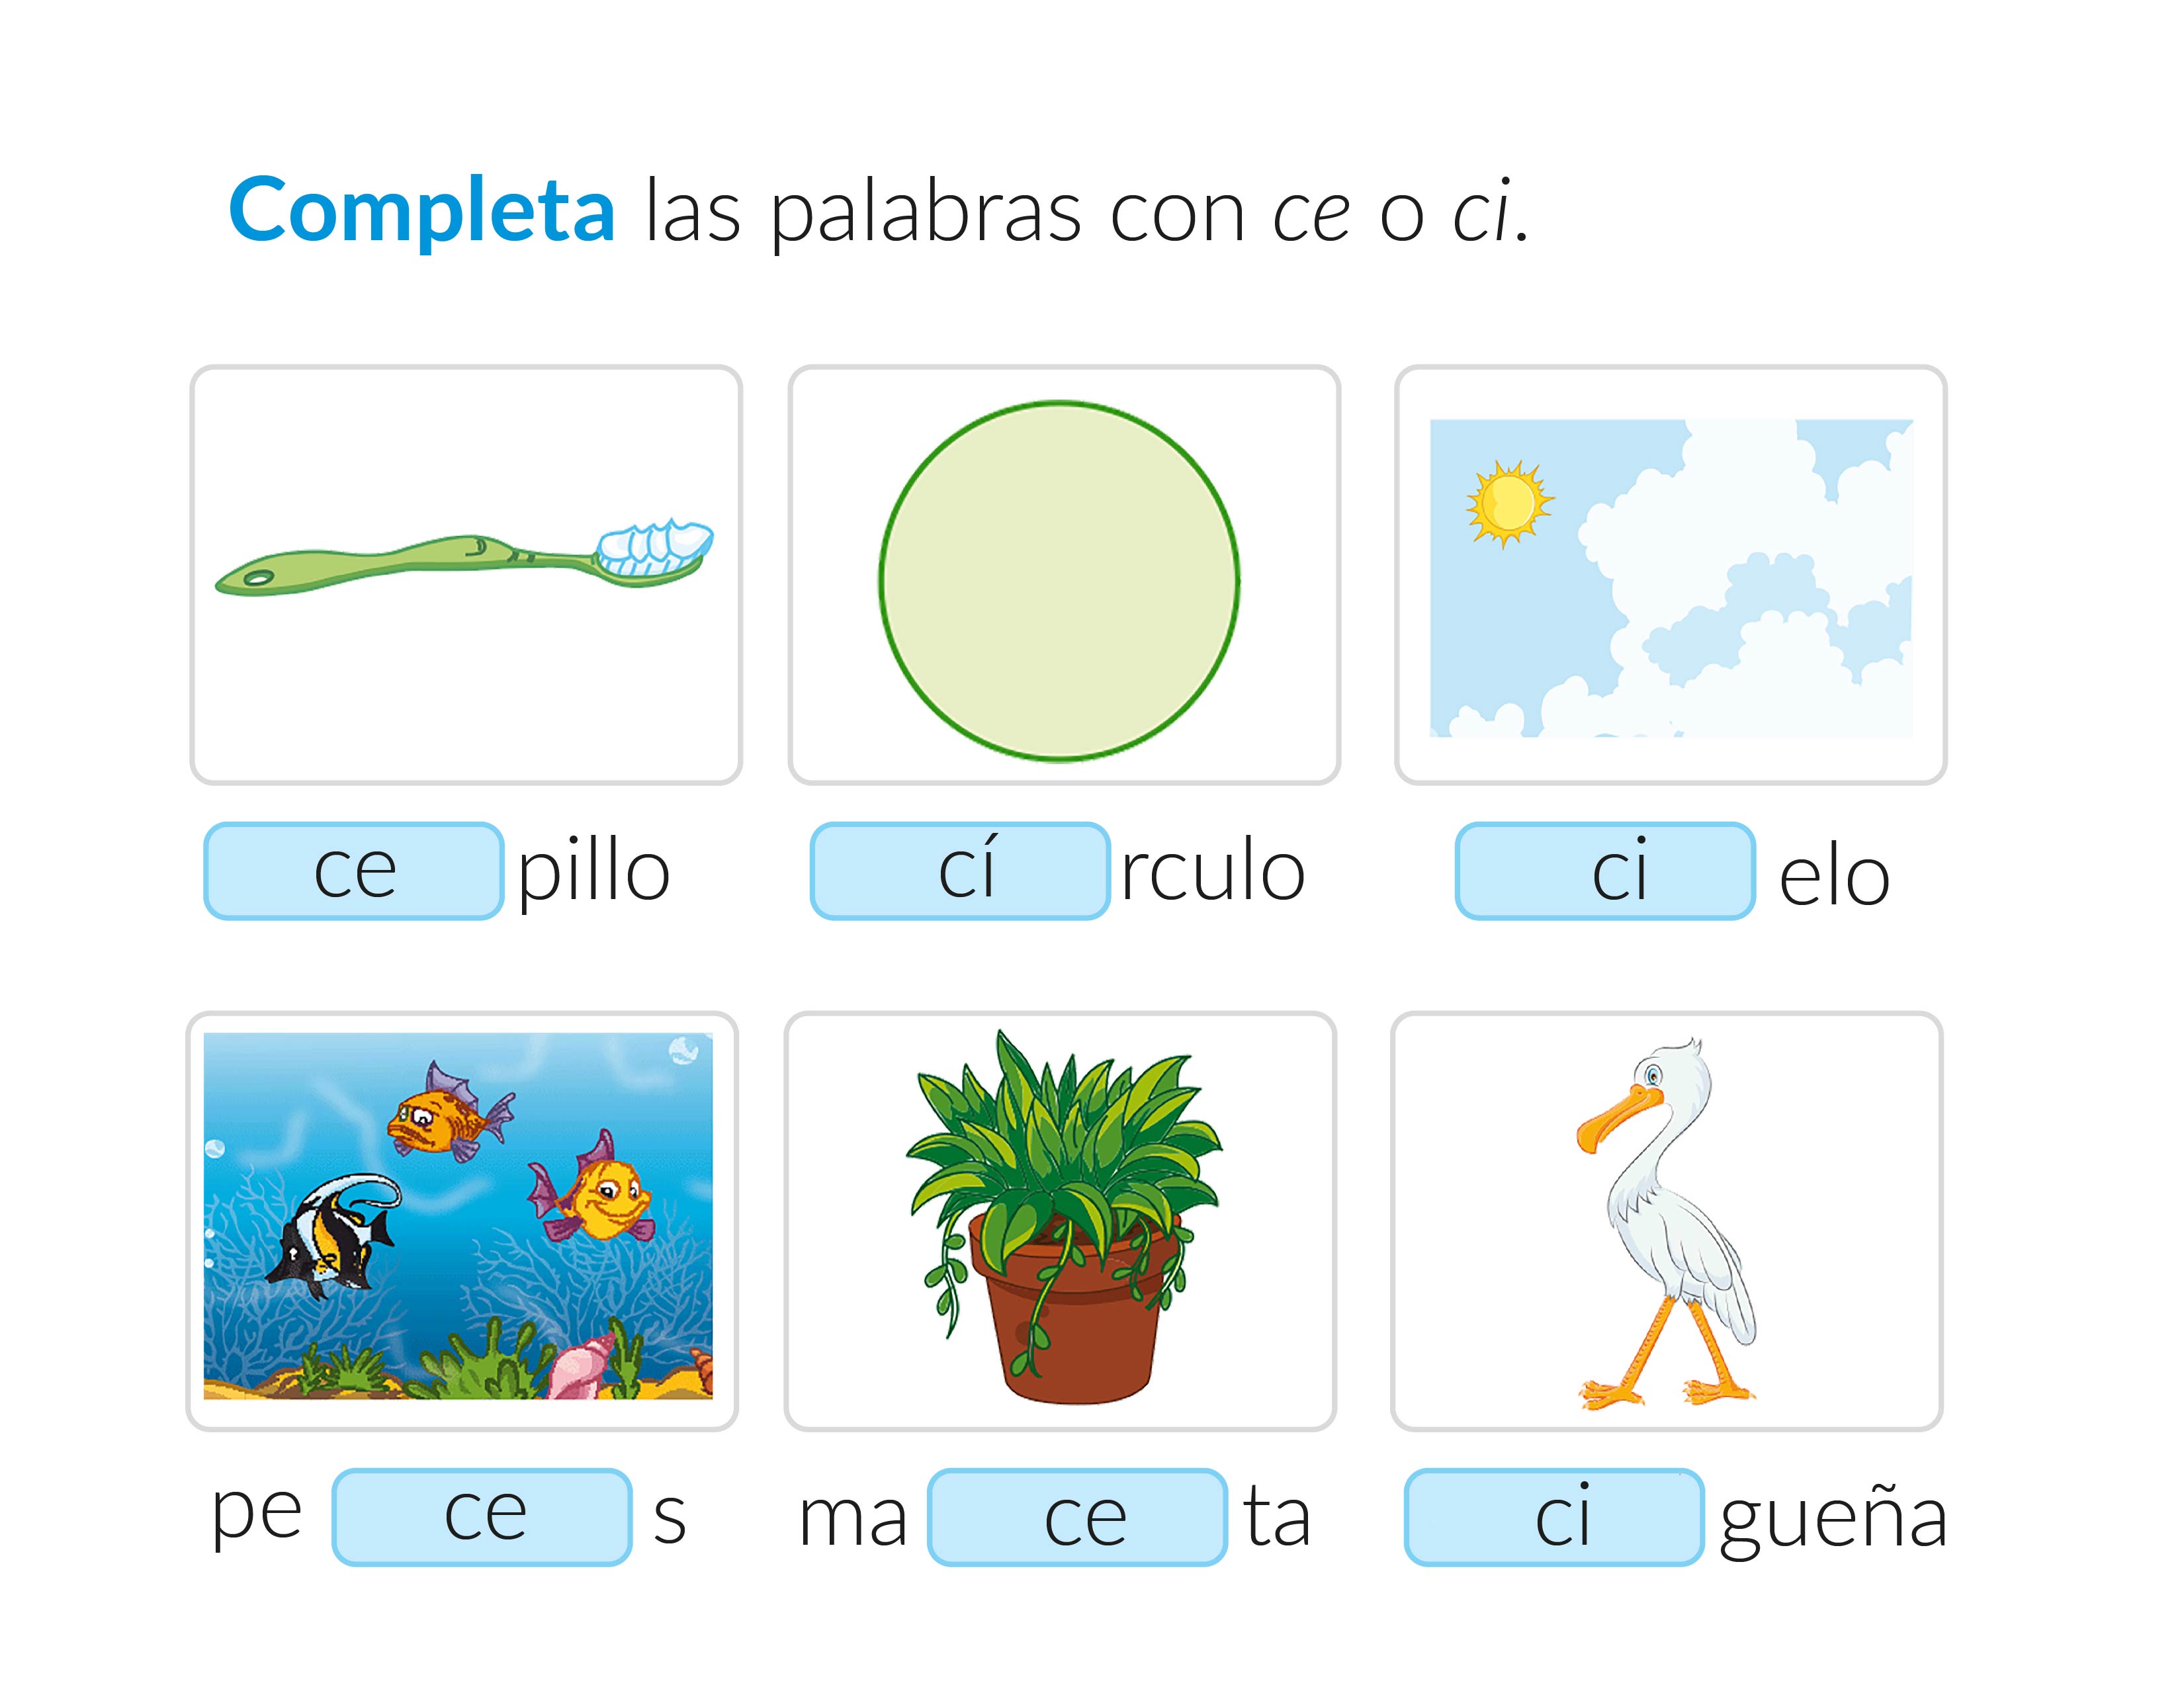 Completa las palabras con ce o ci.
ce pillo cí rculo ci elo
pe ce s ma ce ta ci gueña